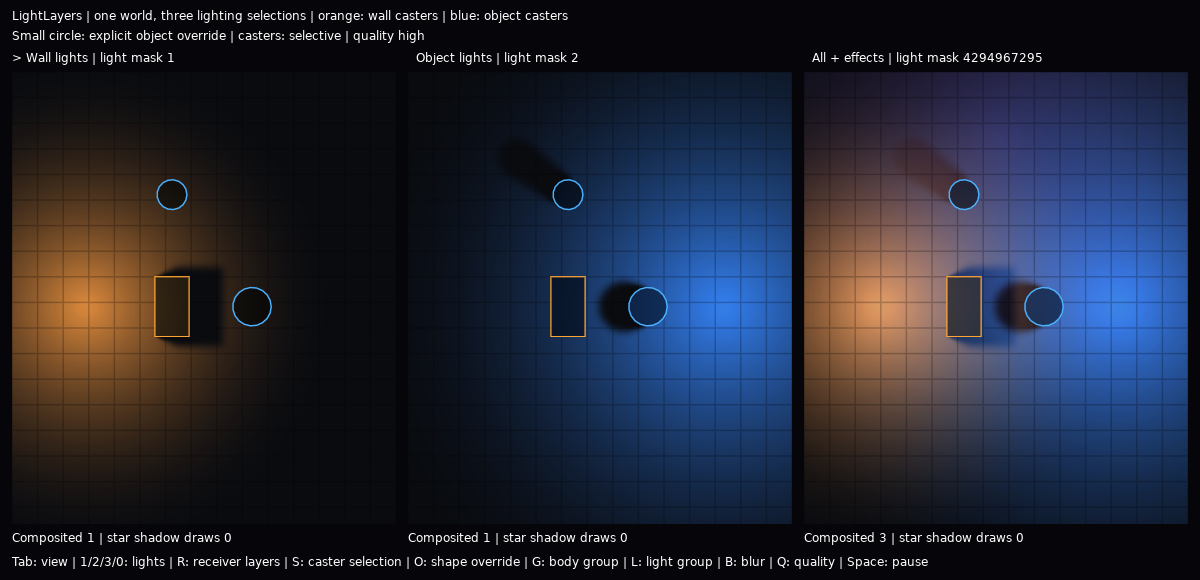 LightLayers | one world, three lighting selections | orange: wall casters | blue: object casters
Small circle: explicit object override | casters: selective | quality high
> Wall lights | light mask 1
Object lights | light mask 2
All + effects | light mask 4294967295
Composited 1 | star shadow draws 0
Composited 1 | star shadow draws 0
Composited 3 | star shadow draws 0
Tab: view | 1/2/3/0: lights | R: receiver layers | S: caster selection | O: shape override | G: body group | L: light group | B: blur | Q: quality | Space: pause